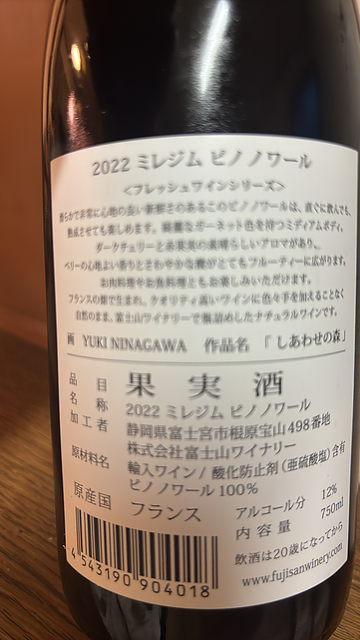 2022 ミレジム ピノ ノワール
<フレッシュワインシリーズ>
柔らかで非常に心地の良い新鮮さのあるこのピノノワールは、直ぐに飲んでも、
熟成させても楽しめます。綺麗なガーネット色を持つミディアムボディ。
ダークチェリーと赤果実の素晴らしいアロマがあり、
ベリーの心地よい香りとさわやかな酸がとてもフルーティーに広がります。
お肉料理やお魚料理ともお楽しみいただけます。
フランスの畑で生まれ、クオリティ高いワインに色々手を加えることなく
自然のまま、富士山ワイナリーで瓶詰めしたナチュラルワインです。
画 YUKI NINAGAWA 作品名 「しあわせの森」
品目 果実酒
名称 2022 ミレジム ピノ ノワール
加工者 静岡県富士宮市根原宝山498番地
株式会社富士山ワイナリー
原材料名 輸入ワイン / 酸化防止剤 (亜硫酸塩) 含有
ピノ ノワール 100%
原産国 フランス
アルコール分 12%
内容量 750ml
飲酒は20歳になってから
www.fujisanwinery.com
4 543190 904018